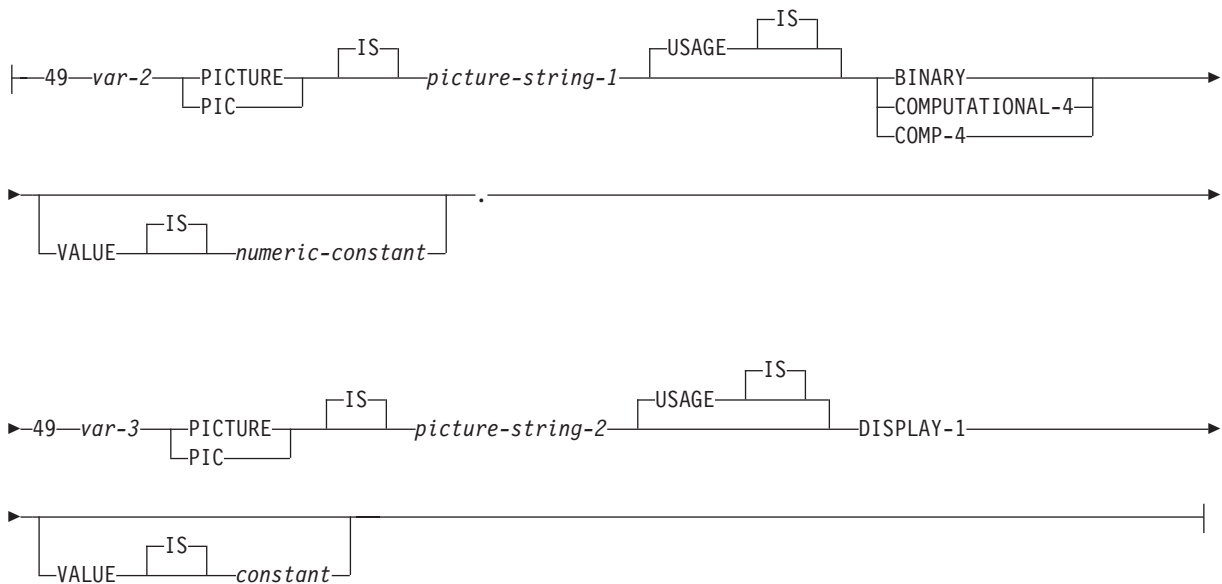 IS
IS USAGE
49 var-2 PICTURE picture-string-1 BINARY
PIC COMPUTATIONAL-4
COMP-4
.
IS
VALUE numeric-constant
IS
IS USAGE
49 var-3 PICTURE picture-string-2 DISPLAY-1
PIC
IS
VALUE constant